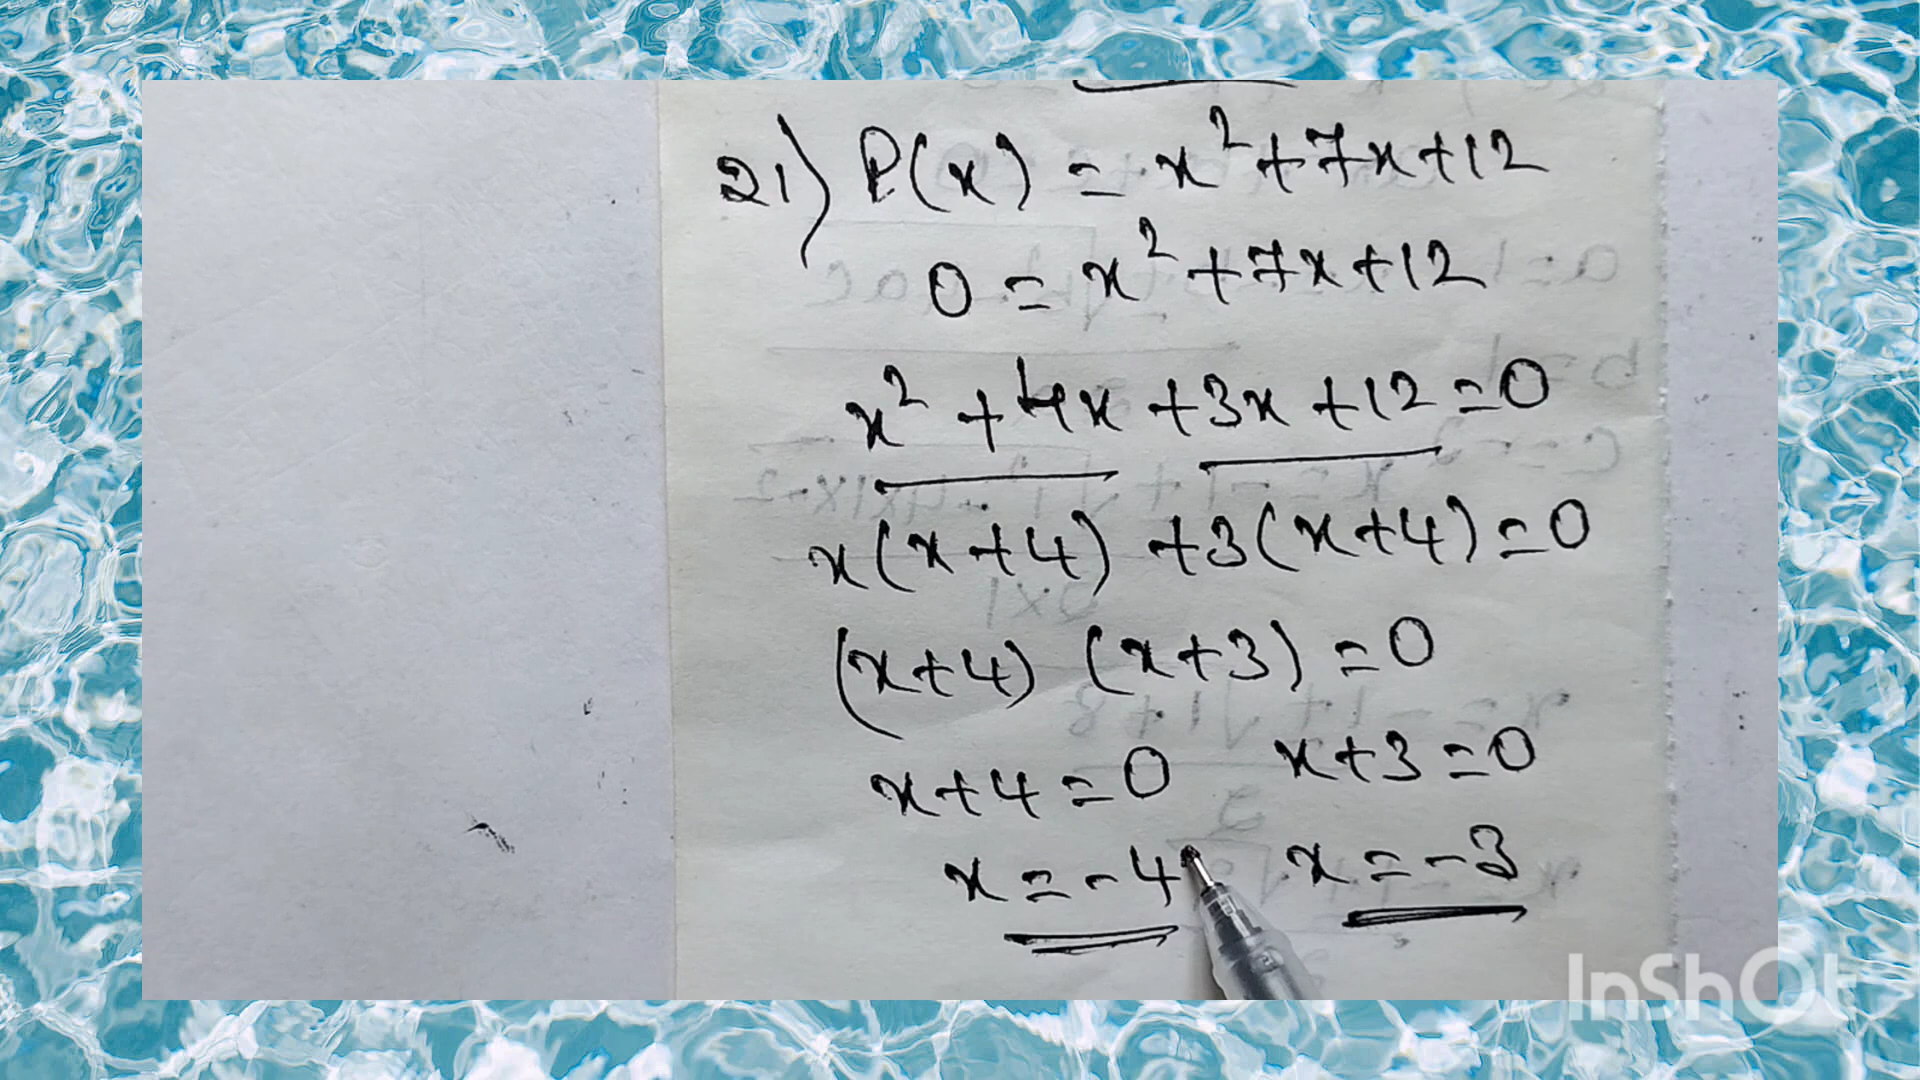 21) P(x) = x² + 7x + 12
0 = x² + 7x + 12
x² + 4x + 3x + 12 = 0
x(x+4) + 3(x+4) = 0
(x+4) (x+3) = 0
x+4 = 0 x+3 = 0
x = -4 x = -3
InShOt